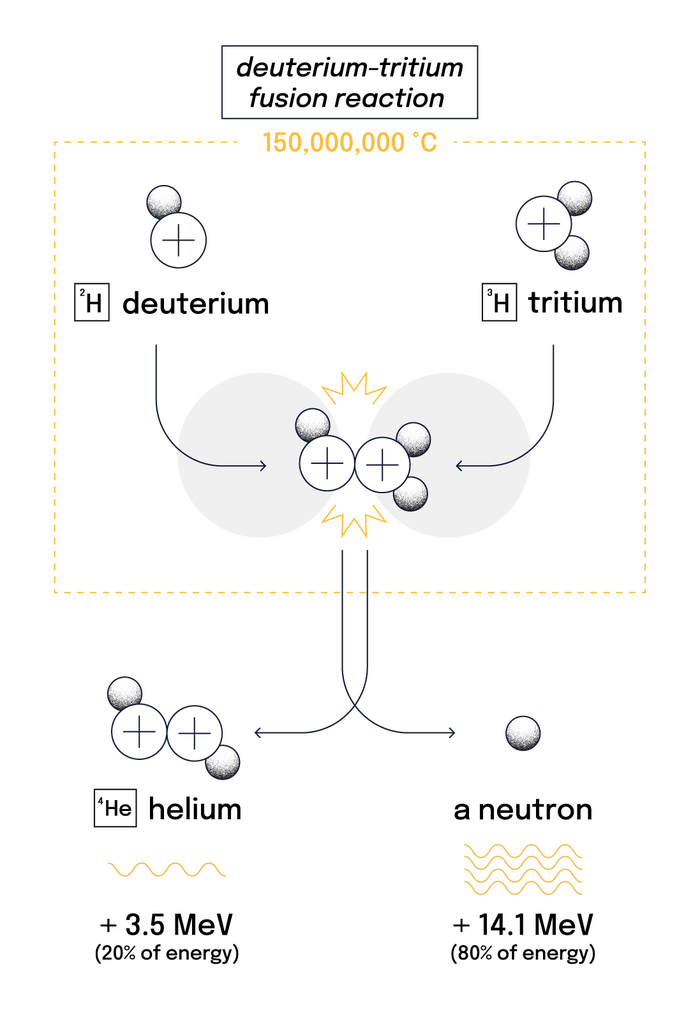 deuterium-tritium
fusion reaction
150,000,000 °C
²H deuterium
³H tritium
⁴He helium
a neutron
+ 3.5 MeV
(20% of energy)
+ 14.1 MeV
(80% of energy)